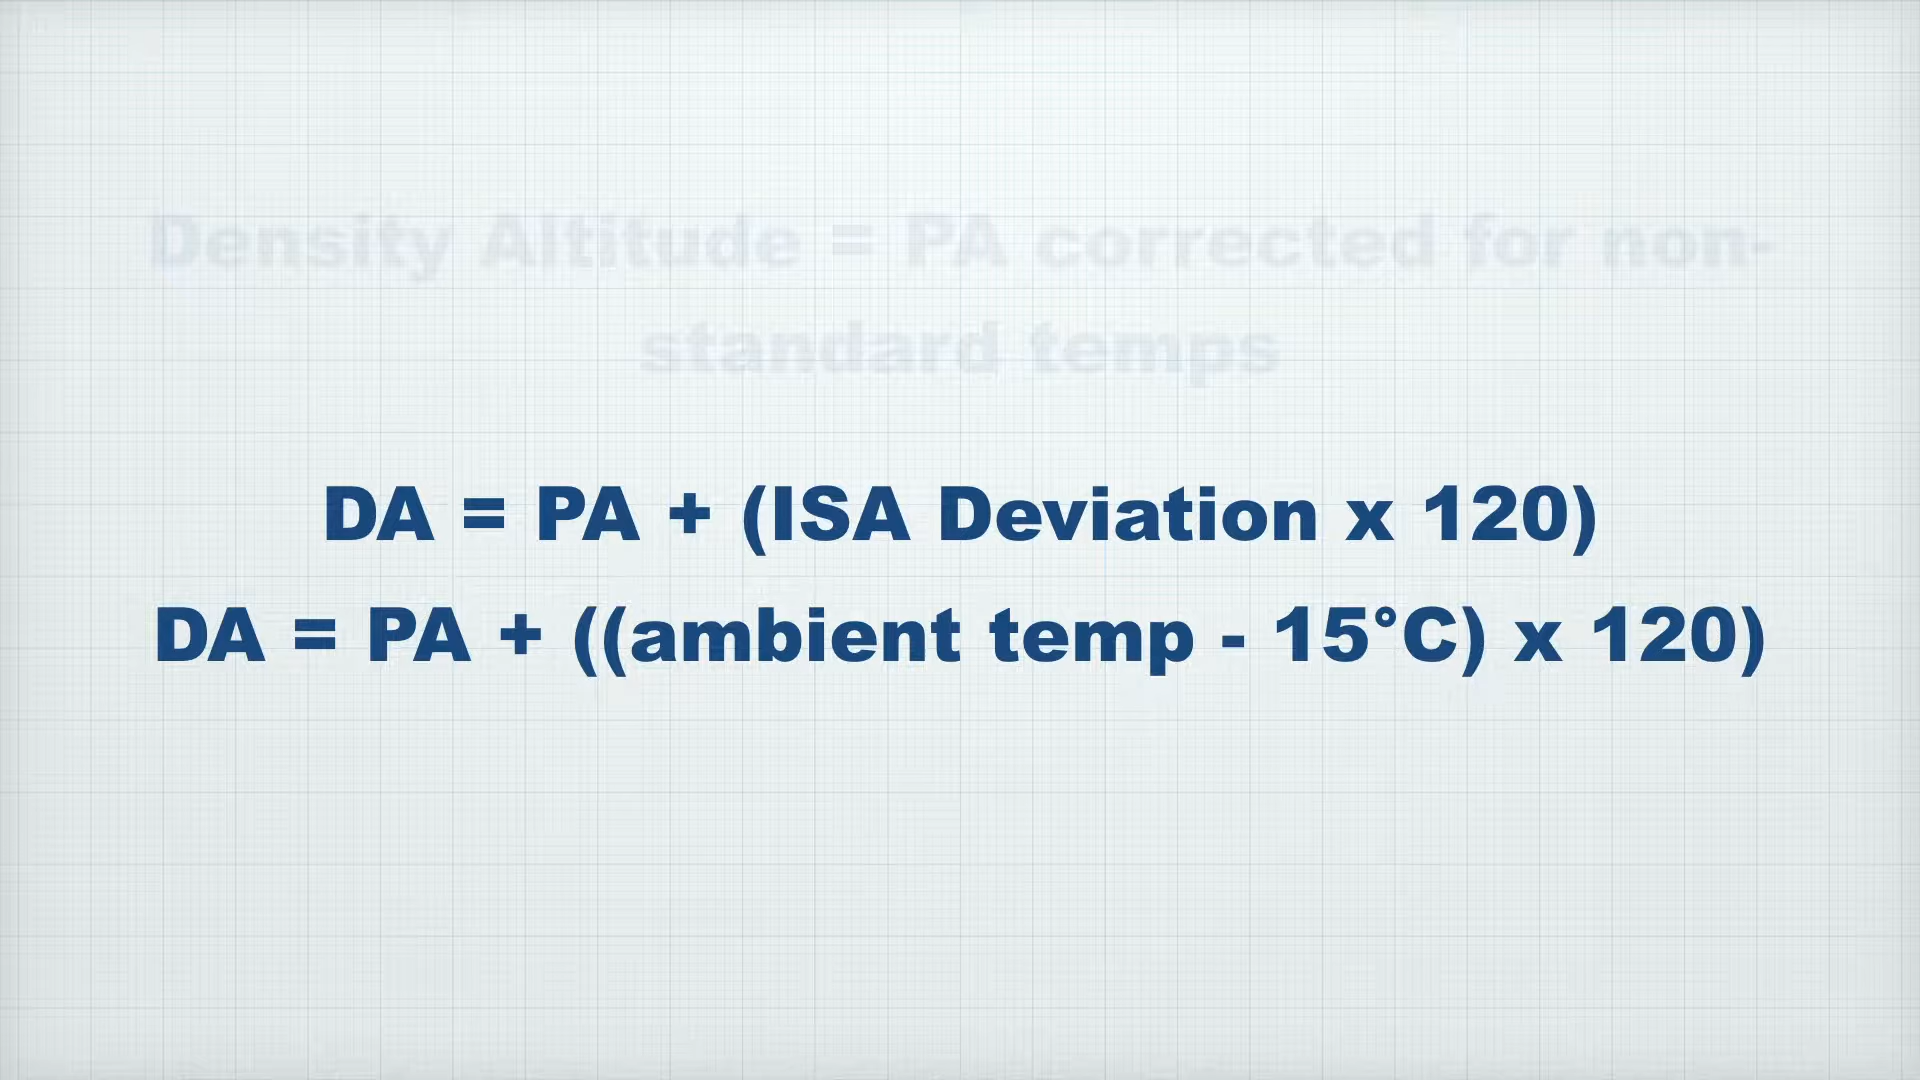 Density Altitude = PA corrected for non-
standard temps
DA = PA + (ISA Deviation x 120)
DA = PA + ((ambient temp - 15°C) x 120)